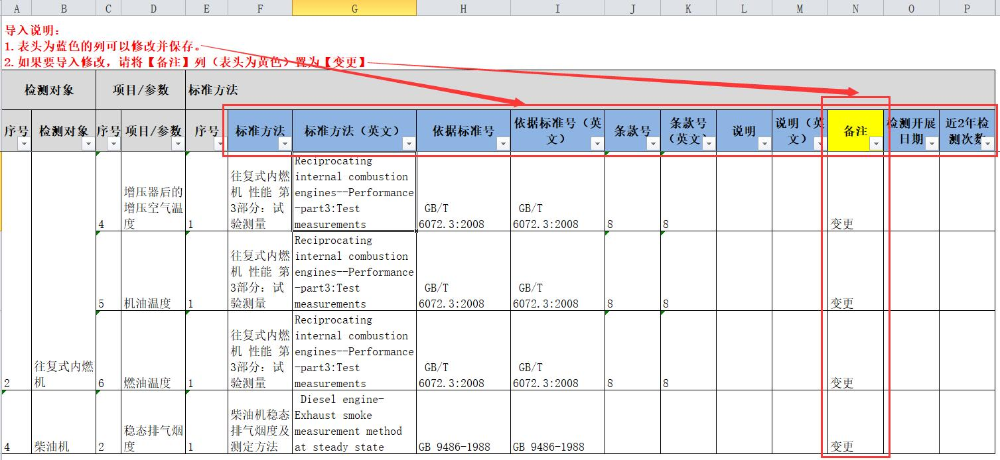 A B C D E F G H I J K L M N O P
导入说明：
1. 表头为蓝色的列可以修改并保存。
2. 如果要导入修改，请将【备注】列（表头为黄色）置为【变更】
检测对象 项目/参数 标准方法
序号 检测对象 序号 项目/参数 序号 标准方法 标准方法（英文） 依据标准号 依据标准号（英 条款号 条款号 说明 说明（英 备注 检测开展 近2年检
文） （英文） 文） 日期 测次数
Reciprocating
往复式内燃 internal combustion
增压器后的 机 性能 第 engines--Performance
增压空气温 3部分：试 -part3:Test GB/T GB/T
4 度 1 验测量 measurements 6072.3:2008 6072.3:2008 8 8 变更
Reciprocating
往复式内燃 internal combustion
机 性能 第 engines--Performance
3部分：试 -part3:Test GB/T GB/T
5 机油温度 1 验测量 measurements 6072.3:2008 6072.3:2008 8 8 变更
Reciprocating
往复式内燃 internal combustion
机 性能 第 engines--Performance
往复式内燃 3部分：试 -part3:Test GB/T GB/T
2 机 6 燃油温度 1 验测量 measurements 6072.3:2008 6072.3:2008 8 8 变更
Diesel engine-
柴油机稳态 Exhaust smoke
稳态排气烟 排气烟度及 measurement method
4 柴油机 2 度 1 测定方法 at steady state GB 9486-1988 GB 9486-1988 变更